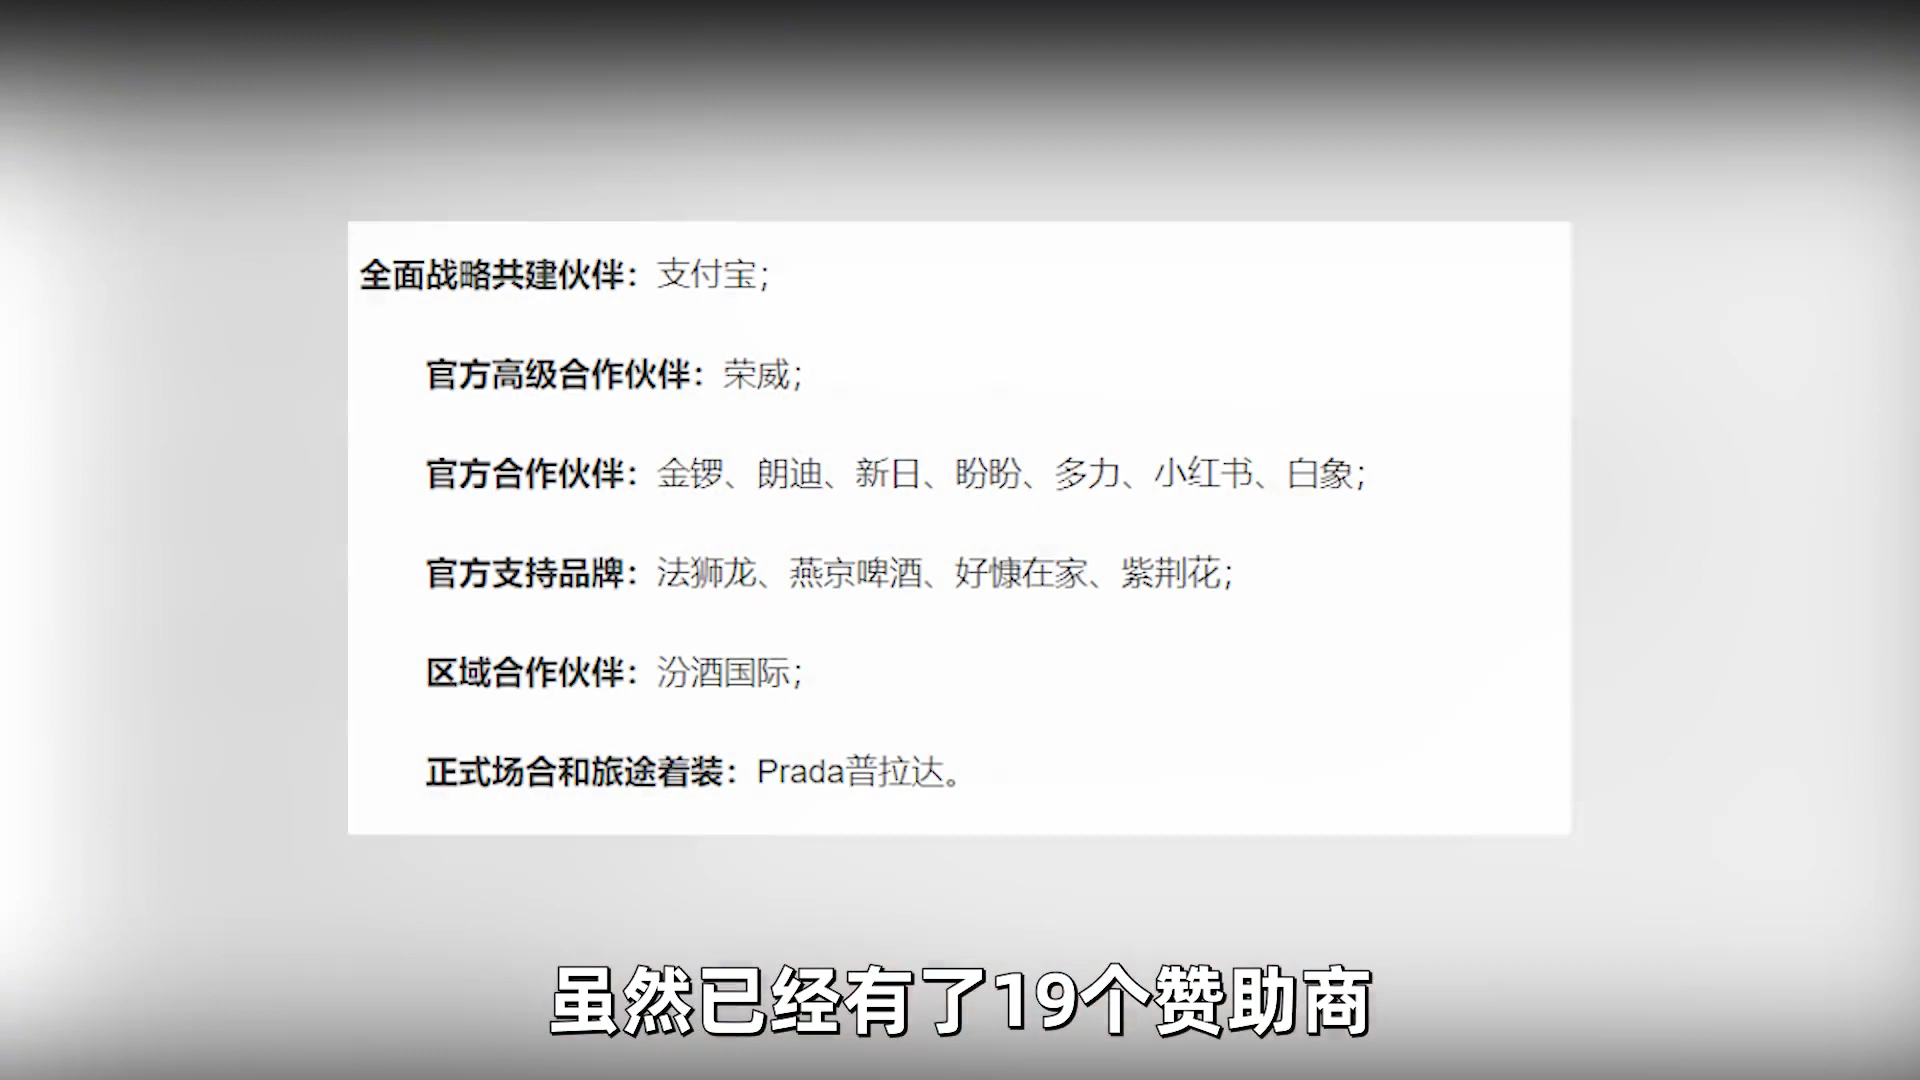 全面战略共建伙伴：支付宝；
官方高级合作伙伴：荣威；
官方合作伙伴：金锣、朗迪、新日、盼盼、多力、小红书、白象；
官方支持品牌：法狮龙、燕京啤酒、好慷在家、紫荆花；
区域合作伙伴：汾酒国际；
正式场合和旅途着装：Prada普拉达。
虽然已经有了19个赞助商